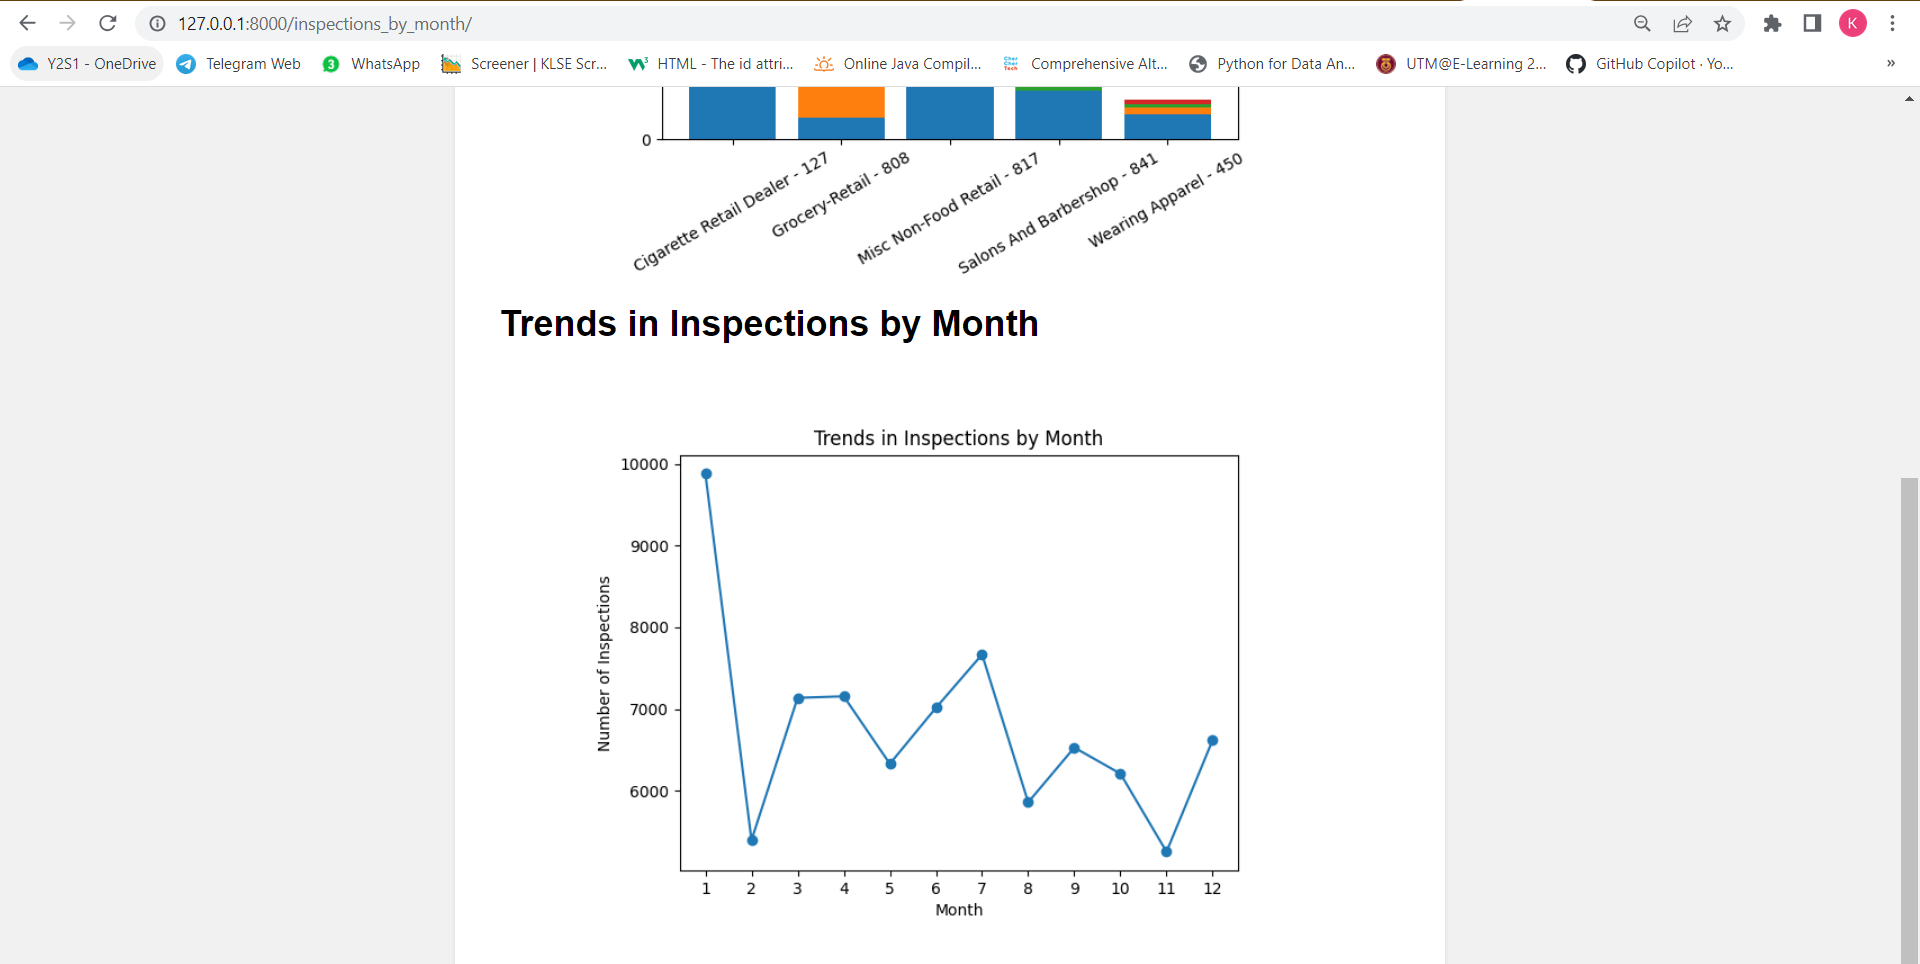 127.0.0.1:8000/inspections_by_month/
K
Y2S1 - OneDrive
Telegram Web
3
WhatsApp
Screener | KLSE Scr...
HTML - The id attri...
Online Java Compil...
Cher Cher Tech
Comprehensive Alt...
Python for Data An...
UTM@E-Learning 2...
GitHub Copilot · Yo...
»
0
Cigarette Retail Dealer - 127
Grocery-Retail - 808
Misc Non-Food Retail - 817
Salons And Barbershop - 841
Wearing Apparel - 450
Trends in Inspections by Month
Trends in Inspections by Month
10000
9000
8000
7000
6000
Number of Inspections
1 2 3 4 5 6 7 8 9 10 11 12
Month